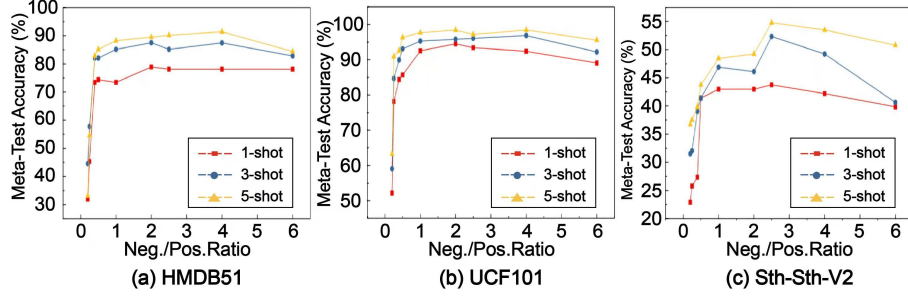 Meta-Test Accuracy (%)
100
90
80
70
60
50
40
30
1-shot
3-shot
5-shot
0 1 2 3 4 5 6
Neg./Pos.Ratio
(a) HMDB51
Meta-Test Accuracy (%)
100
90
80
70
60
50
1-shot
3-shot
5-shot
0 1 2 3 4 5 6
Neg./Pos.Ratio
(b) UCF101
Meta-Test Accuracy (%)
55
50
45
40
35
30
25
20
1-shot
3-shot
5-shot
0 1 2 3 4 5 6
Neg./Pos.Ratio
(c) Sth-Sth-V2